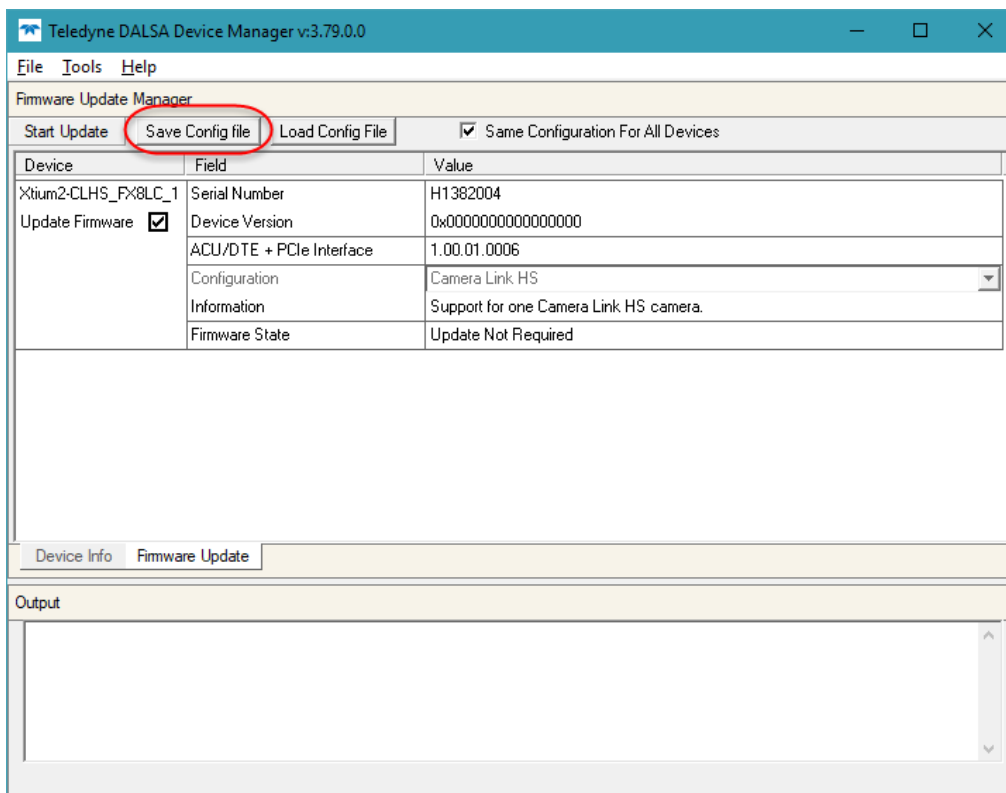 Teledyne DALSA Device Manager v:3.79.0.0
File Tools Help
Firmware Update Manager
Start Update Save Config file Load Config File Same Configuration For All Devices
Device Field Value
Xtium2-CLHS_FX8LC_1 Serial Number H1382004
Update Firmware Device Version 0x0000000000000000
ACU/DTE + PCIe Interface 1.00.01.0006
Configuration Camera Link HS
Information Support for one Camera Link HS camera.
Firmware State Update Not Required
Device Info Firmware Update
Output